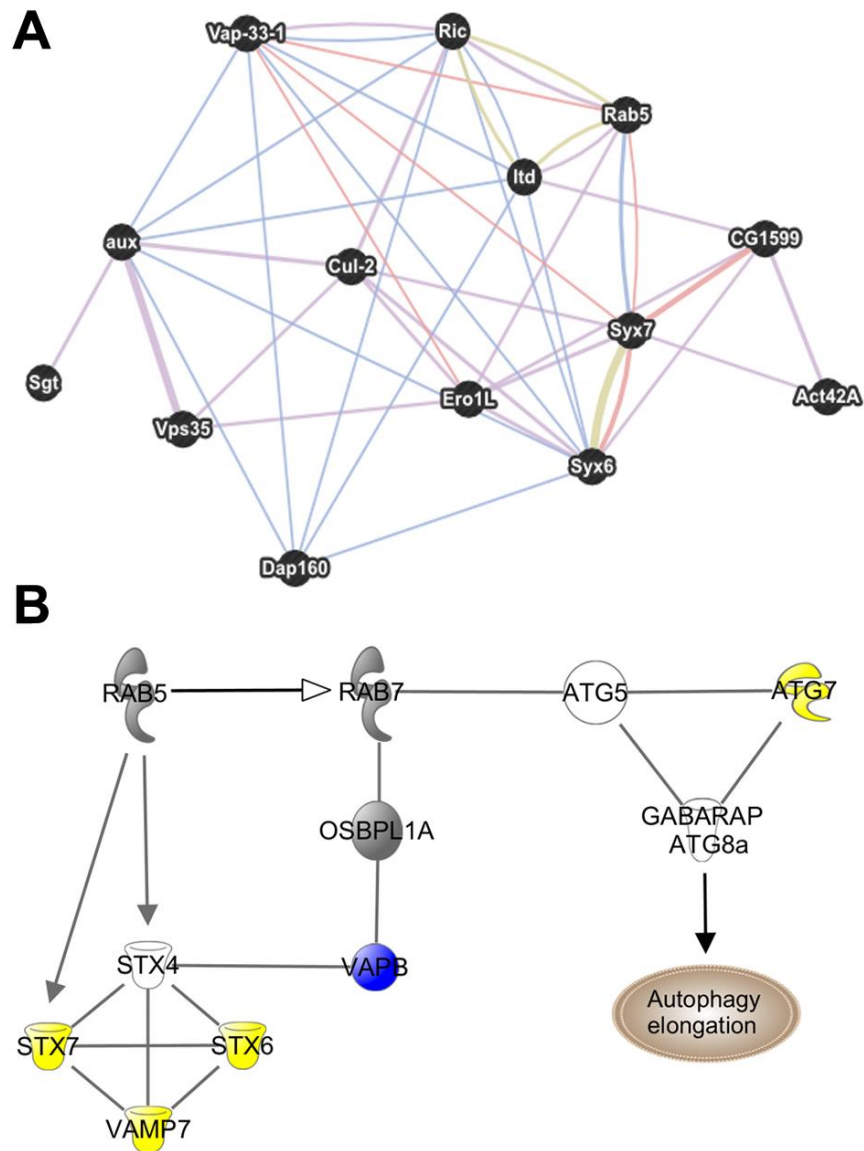 A
Vap-33-1
Ric
Rab5
ltd
aux
CG1599
Cul-2
Syx7
Sgt
Ero1L
Act42A
Vps35
Syx6
Dap160
B
RAB5
RAB7
ATG5
ATG7
GABARAP
ATG8a
OSBPL1A
STX4
VAPB
Autophagy
elongation
STX7
STX6
VAMP7